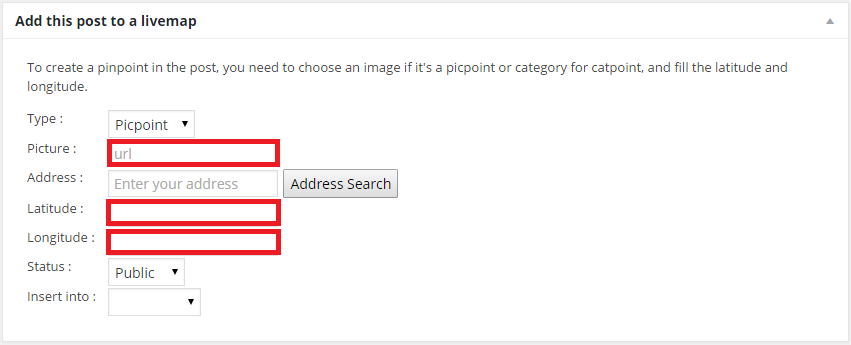 Add this post to a livemap
To create a pinpoint in the post, you need to choose an image if it's a picpoint or category for catpoint, and fill the latitude and
longitude.
Type : Picpoint
Picture : url
Address : Enter your address Address Search
Latitude :
Longitude :
Status : Public
Insert into :